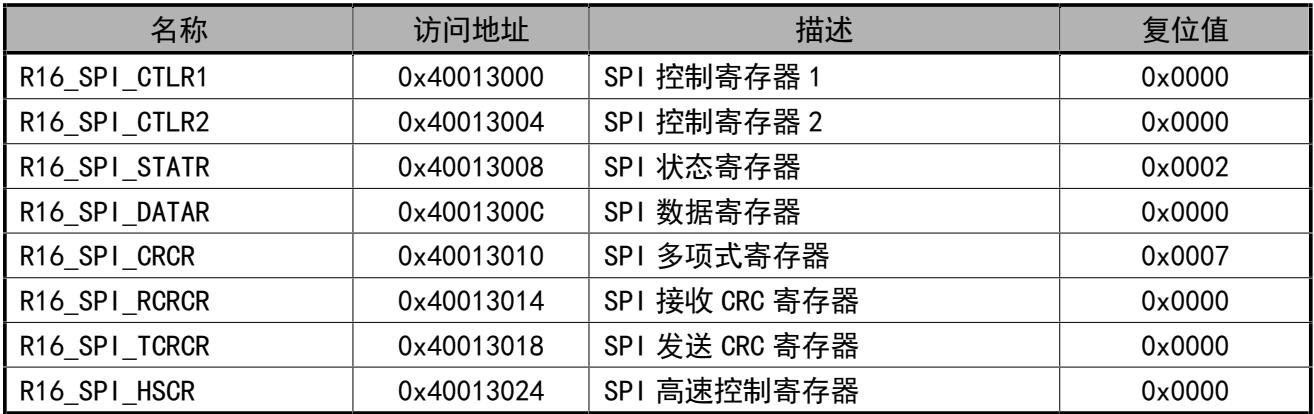 名称 访问地址 描述 复位值
R16_SPI_CTLR1 0x40013000 SPI 控制寄存器 1 0x0000
R16_SPI_CTLR2 0x40013004 SPI 控制寄存器 2 0x0000
R16_SPI_STATR 0x40013008 SPI 状态寄存器 0x0002
R16_SPI_DATAR 0x4001300C SPI 数据寄存器 0x0000
R16_SPI_CRCR 0x40013010 SPI 多项式寄存器 0x0007
R16_SPI_RCRCR 0x40013014 SPI 接收 CRC 寄存器 0x0000
R16_SPI_TCRCR 0x40013018 SPI 发送 CRC 寄存器 0x0000
R16_SPI_HSCR 0x40013024 SPI 高速控制寄存器 0x0000